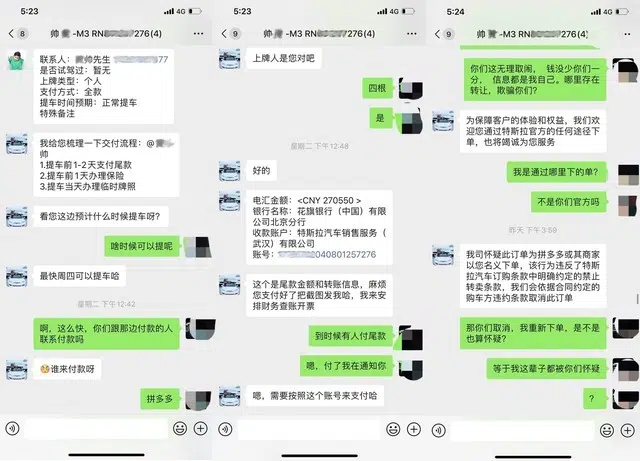 5:23
4G
8
帅
-M3 RN
276(4)
联系人:
帅先生
77
是否试驾过: 暂无
上牌类型: 个人
支付方式: 全款
提车时间预期: 正常提车
特殊备注
我给您梳理一下交付流程: @
帅
1.提车前1-2天支付尾款
2.提车前1天办理保险
3.提车当天办理临时牌照
看您这边预计什么时候提车呀?
啥时候可以提呢
最快周四可以提车哈
星期二 下午12:42
啊，这么快，你们跟那边付款的人
联系付款吗
谁来付款呀
拼多多
5:23
4G
9
帅
-M3 RN
276(4)
上牌人是您对吧
四根
是
星期二 下午12:48
好的
电汇金额: <CNY 270550 >
银行名称: 花旗银行（中国）有限
公司北京分行
收款账户: 特斯拉汽车销售服务（
武汉）有限公司
账号:
040801257276
这个是尾款金额和转账信息，麻烦
您支付好了把截图发我哈，我来安
排财务查账开票
到时候有人付尾款
嗯，付了我在通知你
嗯，需要按照这个账号来支付哈
5:24
4G
9
帅
-M3 RN
276(4)
你们这无理取闹， 钱没少你们一
分， 信息都是我自己。哪里存在
转让，欺骗你们?
为保障客户的体验和权益，我们欢
迎您通过特斯拉官方的任何途径下
单，也将竭诚为您服务
我是通过哪里下的单?
不是你们官方吗
昨天 下午3:59
我司怀疑此订单为拼多多或其商家
以您名义下单，该行为违反了特斯
拉汽车订购条款中明确约定的禁止
转卖条款，我们会依据合同约定的
购车方违约条款取消此订单
那你们取消，我重新下单，是不是
也算怀疑?
等于我这辈子都被你们怀疑
?